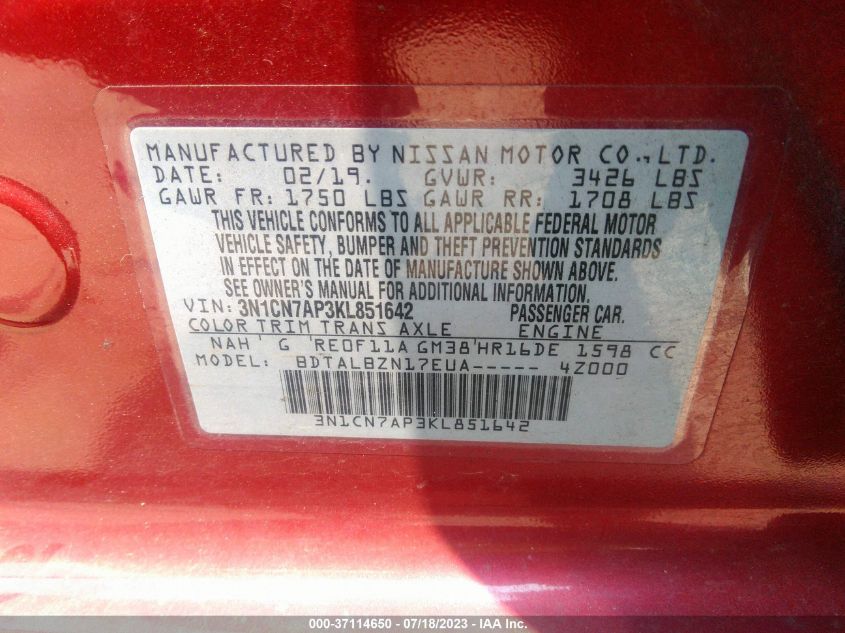 MANUFACTURED BY NISSAN MOTOR CO., LTD.
DATE: 02/19. GVWR: 3426 LBS
GAWR FR: 1750 LBS GAWR RR: 1708 LBS
THIS VEHICLE CONFORMS TO ALL APPLICABLE FEDERAL MOTOR
VEHICLE SAFETY, BUMPER AND THEFT PREVENTION STANDARDS
IN EFFECT ON THE DATE OF MANUFACTURE SHOWN ABOVE.
SEE OWNER'S MANUAL FOR ADDITIONAL INFORMATION.
VIN: 3N1CN7AP3KL851642 PASSENGER CAR.
COLOR TRIM TRANS AXLE ENGINE
NAH' G 'RE0F11A GM38'HR16DE 1598 CC
MODEL: BDTALBZN17EUA----- 4Z000
3N1CN7AP3KL851642
000-37114650 - 07/18/2023 - IAA Inc.